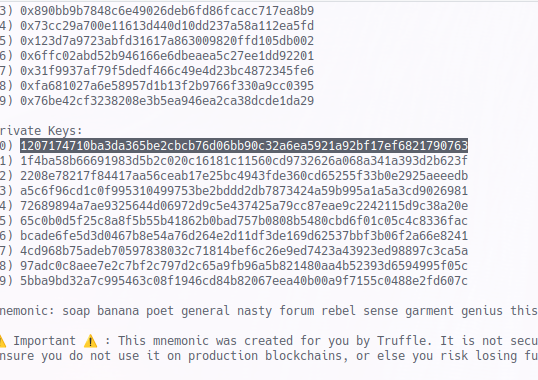 3) 0x890bb9b7848c6e49026deb6fd86fcacc717ea8b9
4) 0x73cc29a700e11613d440d10dd237a58a112ea5fd
5) 0x123d7a9723abfd31617a863009820ffd105db002
6) 0x6ffc02abd52b946166e6dbeaea5c27ee1dd92201
7) 0x31f9937af79f5dedf466c49e4d23bc4872345fe6
8) 0xfa681027a6e58957d1b13f2b9766f330a9cc0395
9) 0x76be42cf3238208e3b5ea946ea2ca38dcde1da29
rivate Keys:
0) 1207174710ba3da365be2cbcb76d06bb90c32a6ea5921a92bf17ef6821790763
1) 1f4ba58b66691983d5b2c020c16181c11560cd9732626a068a341a393d2b623f
2) 2208e78217f84417aa56ceab17e25bc4943fde360cd65255f33b0e2925aeeedb
3) a5c6f96cd1c0f995310499753be2bddd2db7873424a59b995a1a5a3cd9026981
4) 72689894a7ae9325644d06972d9c5e437425a79cc87eae9c2242115d9c38a20e
5) 65c0b0d5f25c8a8f5b55b41862b0bad757b0808b5480cbd6f01c05c4c8336fac
6) bcade6fe5d3d0467b8e54a76d264e2d11df3de169d62537bbf3b06f2a66e8241
7) 4cd968b75adeb70597838032c71814bef6c26e9ed7423a43923ed98897c3ca5a
8) 97adc0c8aee7e2c7bf2c797d2c65a9fb96a5b821480aa4b52393d6594995f05c
9) 5bba9bd32a7c995463c08f1946cd84b82067eea40b00a9f7155c0488e2fd607c
nemonic: soap banana poet general nasty forum rebel sense garment genius this
⚠️ Important ⚠️ : This mnemonic was created for you by Truffle. It is not secu
nsure you do not use it on production blockchains, or else you risk losing fu